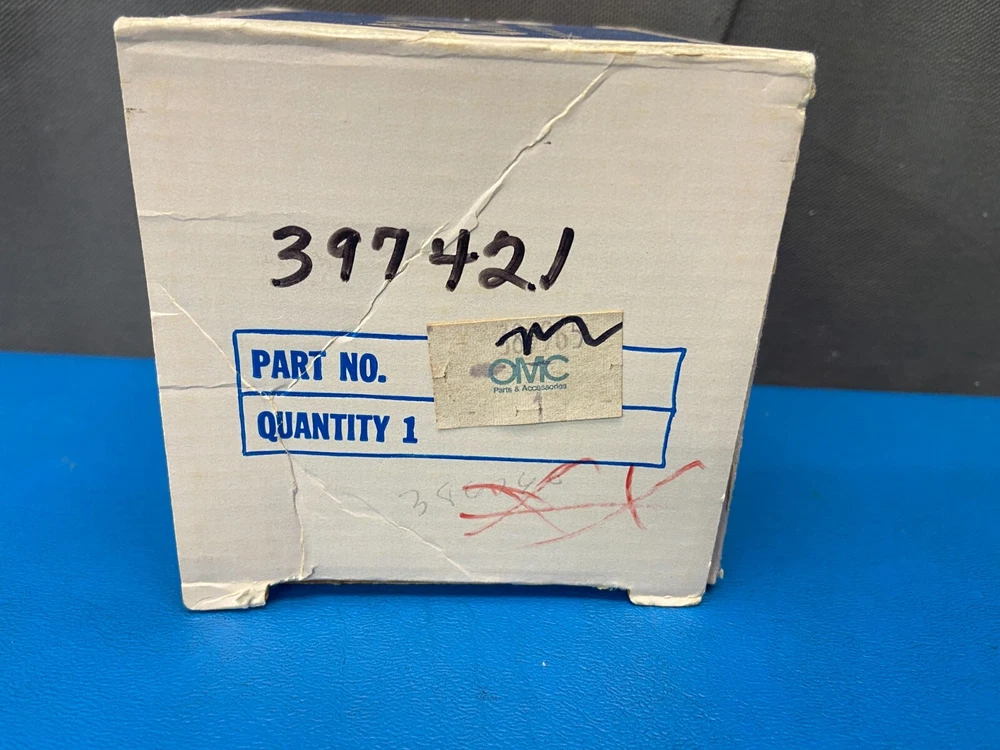 397421
PART NO.
OMC
Parts & Accessories
QUANTITY 1